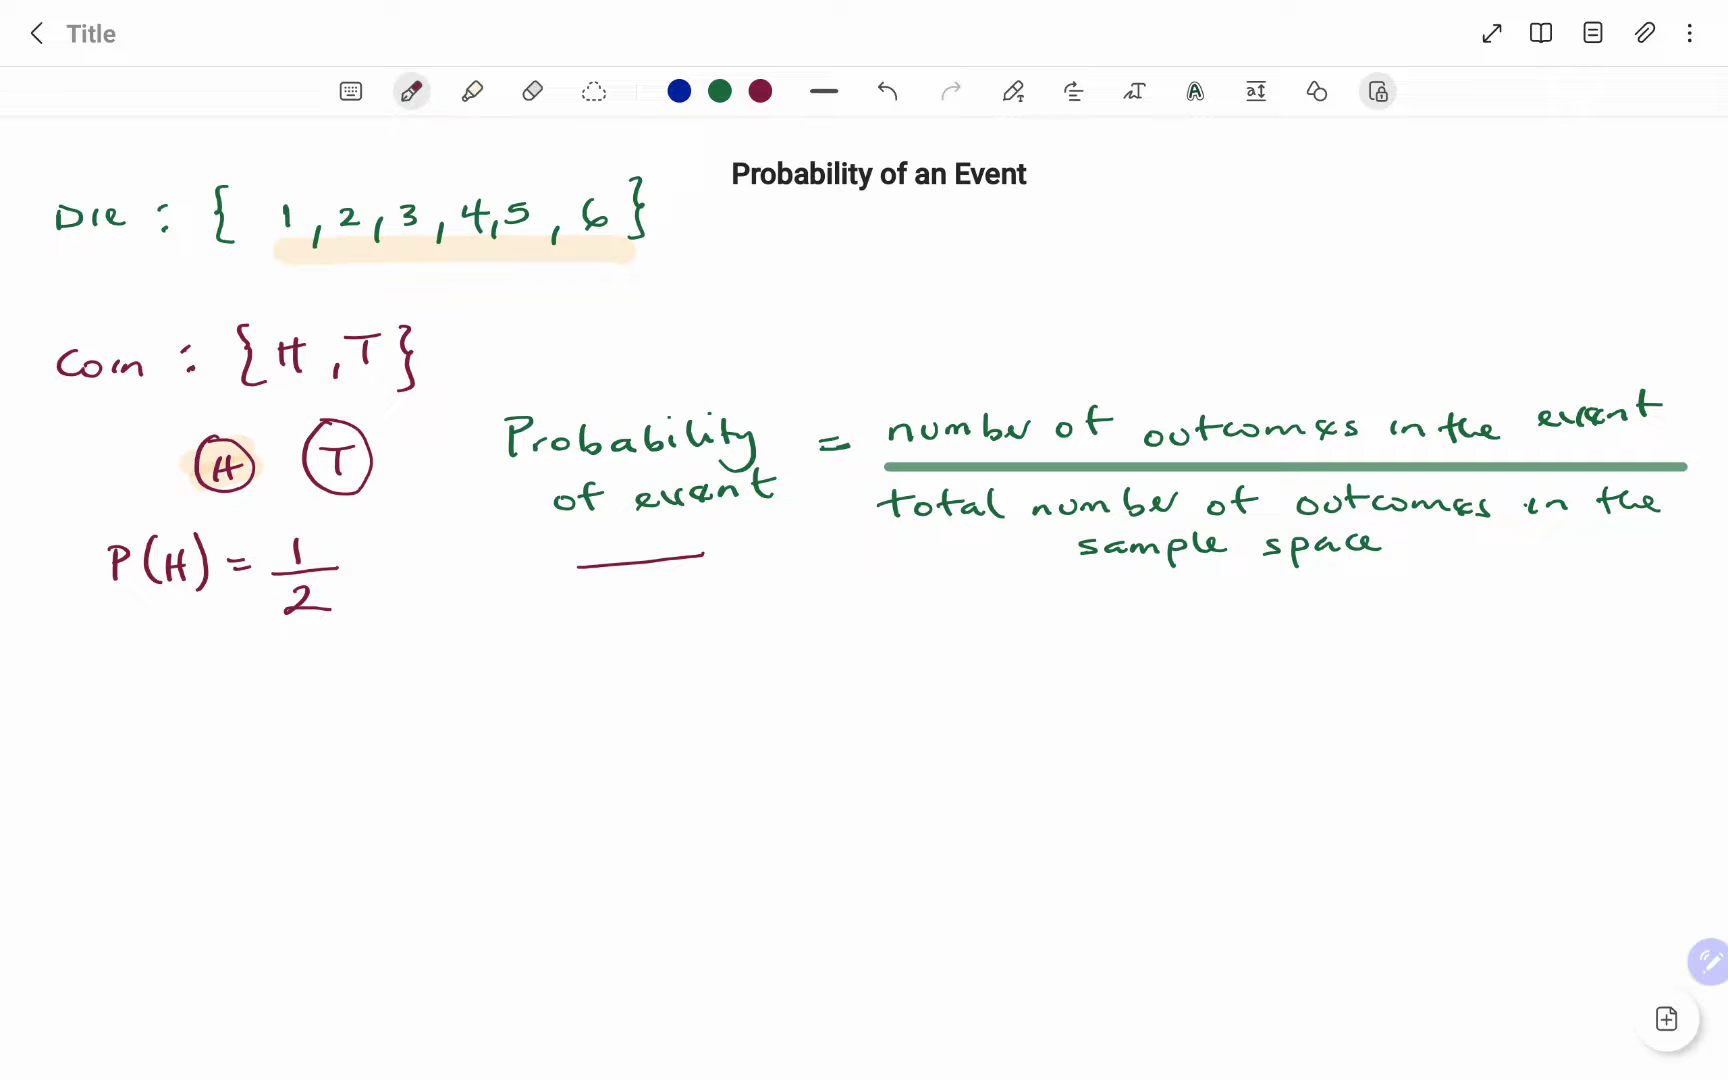 Title
Probability of an Event
Die : { 1, 2, 3, 4, 5, 6 }
Coin : { H, T }
H T
P(H) = 1/2
Probability of event = number of outcomes in the event
total number of outcomes in the
sample space